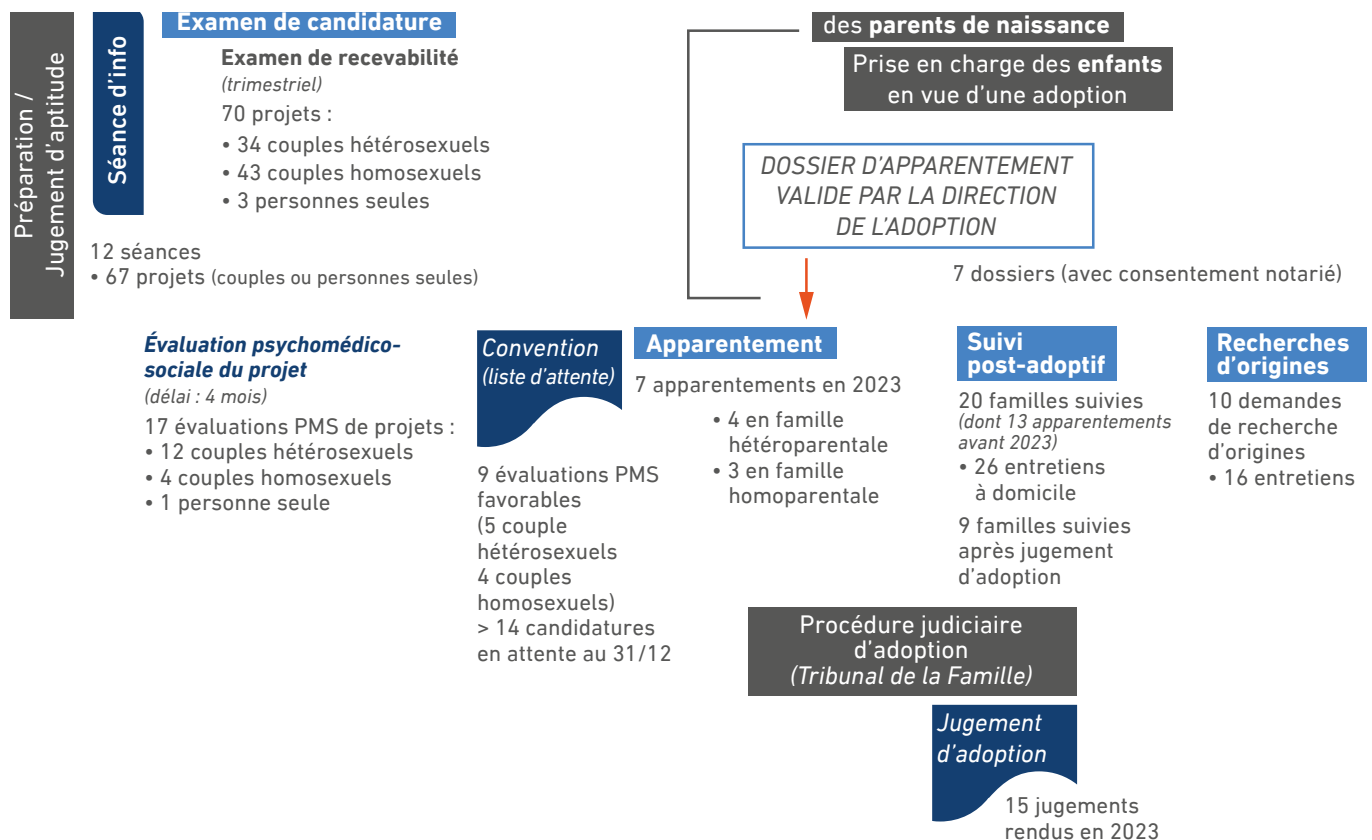 Préparation /
Jugement d'aptitude
Séance d'info
Examen de candidature
Examen de recevabilité
(trimestriel)
70 projets :
• 34 couples hétérosexuels
• 43 couples homosexuels
• 3 personnes seules
12 séances
• 67 projets (couples ou personnes seules)
des parents de naissance
Prise en charge des enfants
en vue d'une adoption
DOSSIER D'APPARENTEMENT
VALIDE PAR LA DIRECTION
DE L'ADOPTION
7 dossiers (avec consentement notarié)
Évaluation psychomédico-
sociale du projet
(délai : 4 mois)
17 évaluations PMS de projets :
• 12 couples hétérosexuels
• 4 couples homosexuels
• 1 personne seule
Convention
(liste d'attente)
9 évaluations PMS
favorables
(5 couple
hétérosexuels
4 couples
homosexuels)
> 14 candidatures
en attente au 31/12
Apparentement
7 apparentements en 2023
• 4 en famille
hétéroparentale
• 3 en famille
homoparentale
Suivi
post-adoptif
20 familles suivies
(dont 13 apparentements
avant 2023)
• 26 entretiens
à domicile
9 familles suivies
après jugement
d'adoption
Recherches
d'origines
10 demandes
de recherche
d'origines
• 16 entretiens
Procédure judiciaire
d'adoption
(Tribunal de la Famille)
Jugement
d'adoption
15 jugements
rendus en 2023